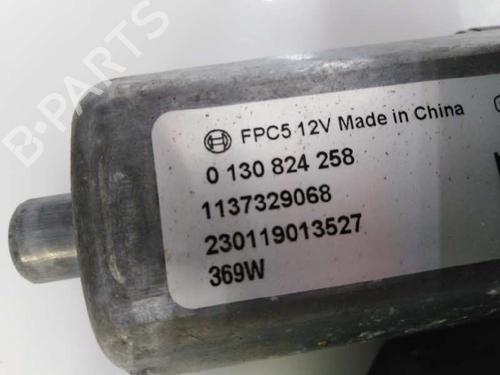 B-PARTS
FPC5 12V Made in China
0 130 824 258
1137329068
230119013527
369W